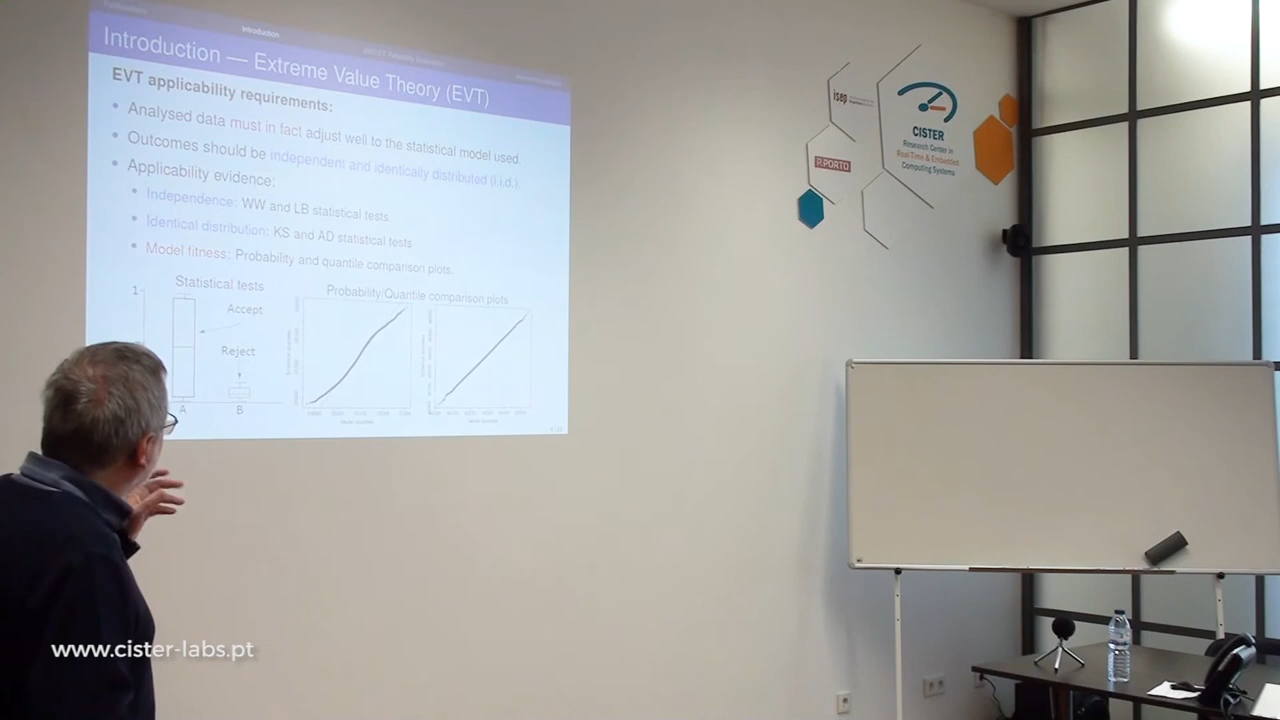 Introduction
Introduction — Extreme Value Theory (EVT)
EVT applicability requirements:
Analysed data must in fact adjust well to the statistical model used.
Outcomes should be independent and identically distributed (i.i.d.).
Applicability evidence:
Independence: WW and LB statistical tests
Identical distribution: KS and AD statistical tests
Model fitness: Probability and quantile comparison plots.
Statistical tests
Probability/Quantile comparison plots
1
Accept
Reject
A
B
isep
P.PORTO
CISTER
Research Center in
Real-Time & Embedded
Computing Systems
www.cister-labs.pt